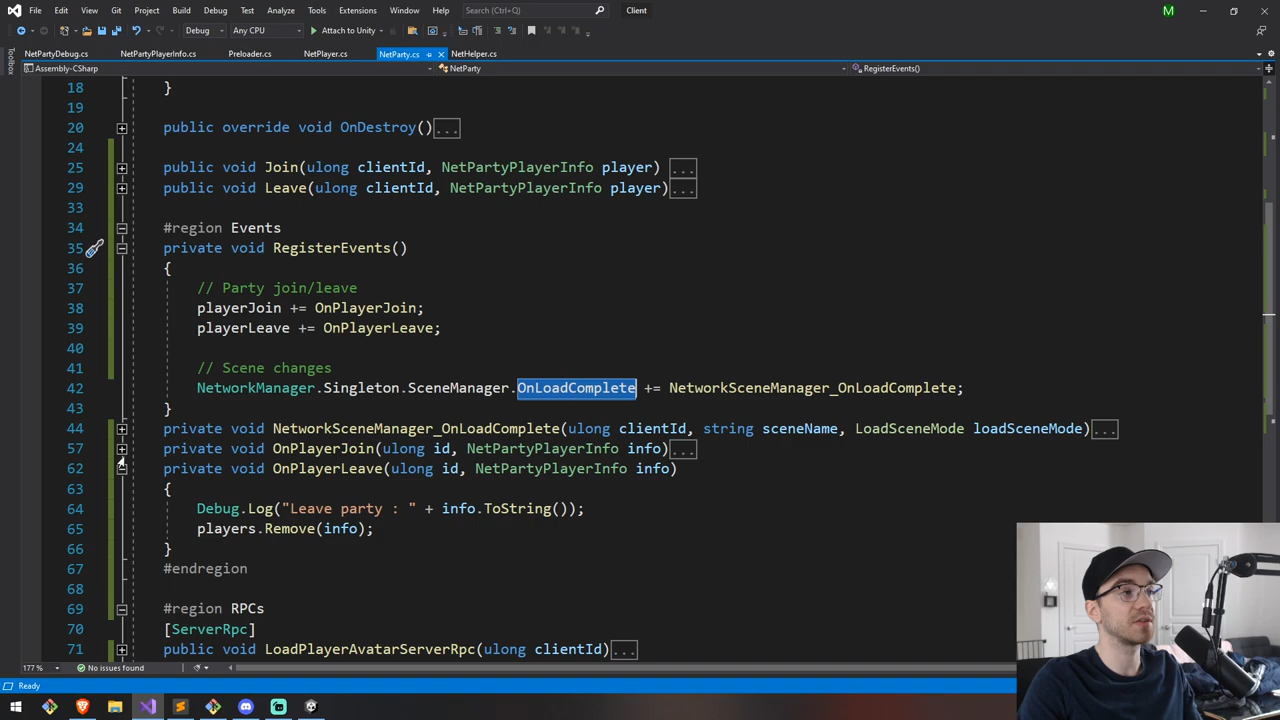 File Edit View Git Project Build Debug Test Analyze Tools Extensions Window Help Search (Ctrl+Q) Client
Debug Any CPU Attach to Unity
NetPartyDebug.cs NetPartyPlayerInfo.cs Preloader.cs NetPlayer.cs NetParty.cs NetHelper.cs
Assembly-CSharp NetParty RegisterEvents()
Toolbox
18 }
19
20 public override void OnDestroy()...
24
25 public void Join(ulong clientId, NetPartyPlayerInfo player) ...
29 public void Leave(ulong clientId, NetPartyPlayerInfo player)...
33
34 #region Events
35 private void RegisterEvents()
36 {
37 // Party join/leave
38 playerJoin += OnPlayerJoin;
39 playerLeave += OnPlayerLeave;
40
41 // Scene changes
42 NetworkManager.Singleton.SceneManager.OnLoadComplete += NetworkSceneManager_OnLoadComplete;
43 }
44 private void NetworkSceneManager_OnLoadComplete(ulong clientId, string sceneName, LoadSceneMode loadSceneMode)...
57 private void OnPlayerJoin(ulong id, NetPartyPlayerInfo info)...
62 private void OnPlayerLeave(ulong id, NetPartyPlayerInfo info)
63 {
64 Debug.Log("Leave party : " + info.ToString());
65 players.Remove(info);
66 }
67 #endregion
68
69 #region RPCs
70 [ServerRpc]
71 public void LoadPlayerAvatarServerRpc(ulong clientId)...
177 % No issues found
Ready